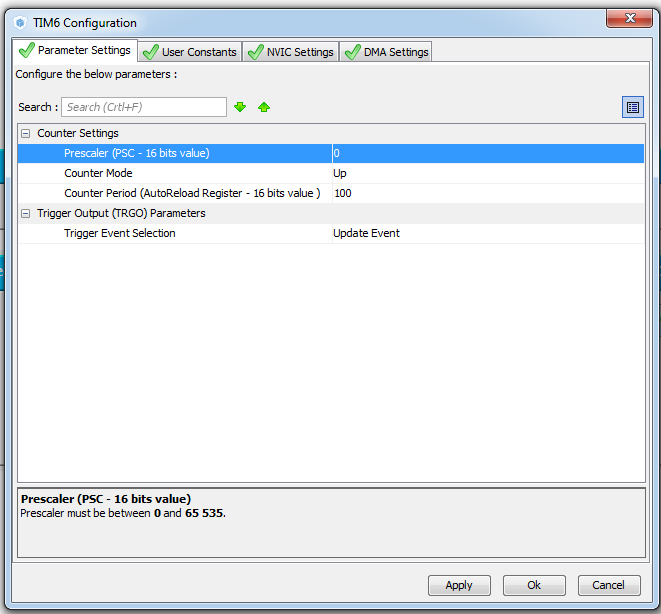 TIM6 Configuration
Parameter Settings User Constants NVIC Settings DMA Settings
Configure the below parameters :
Search : Search (Crtl+F)
Counter Settings
Prescaler (PSC - 16 bits value) 0
Counter Mode Up
Counter Period (AutoReload Register - 16 bits value ) 100
Trigger Output (TRGO) Parameters
Trigger Event Selection Update Event
Prescaler (PSC - 16 bits value)
Prescaler must be between 0 and 65 535.
Apply Ok Cancel